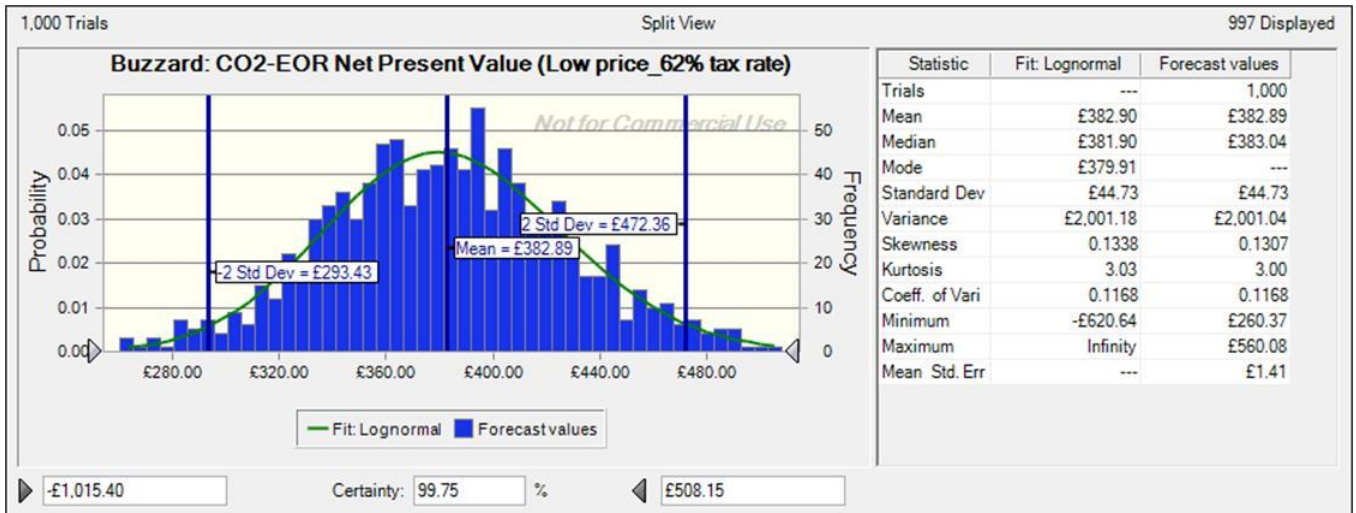 1,000 Trials Split View 997 Displayed
Buzzard: CO2-EOR Net Present Value (Low price_62% tax rate)
Not for Commercial Use
Probability
0.05
0.04
0.03
0.02
0.01
0.00
Frequency
50
40
30
20
10
0
2 Std Dev = £472.36
Mean = £382.89
-2 Std Dev = £293.43
£280.00 £320.00 £360.00 £400.00 £440.00 £480.00
Fit: Lognormal Forecast values
Statistic Fit: Lognormal Forecast values
Trials --- 1,000
Mean £382.90 £382.89
Median £381.90 £383.04
Mode £379.91 ---
Standard Dev £44.73 £44.73
Variance £2,001.18 £2,001.04
Skewness 0.1338 0.1307
Kurtosis 3.03 3.00
Coeff. of Vari 0.1168 0.1168
Minimum -£620.64 £260.37
Maximum Infinity £560.08
Mean Std. Err --- £1.41
-£1,015.40 Certainty: 99.75 % £508.15